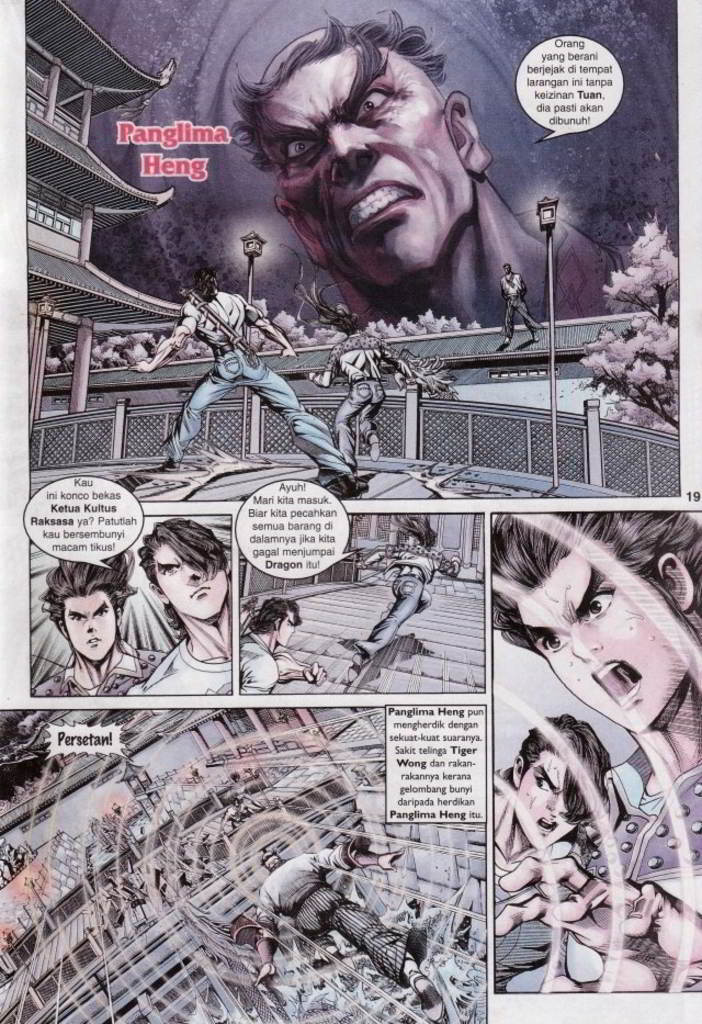 Orang
yang berani
berjejak di tempat
larangan ini tanpa
keizinan Tuan,
dia pasti akan
dibunuh!
Panglima
Heng
19
Kau
ini konco bekas
Ketua Kultus
Raksasa ya? Patutlah
kau bersembunyi
macam tikus!
Ayuh!
Mari kita masuk.
Biar kita pecahkan
semua barang di
dalamnya jika kita
gagal menjumpai
Dragon itu!
Persetan!
Panglima Heng pun
mengherdik dengan
sekuat-kuat suaranya.
Sakit telinga Tiger
Wong dan rakan-
rakannya kerana
gelombang bunyi
daripada herdikan
Panglima Heng itu.